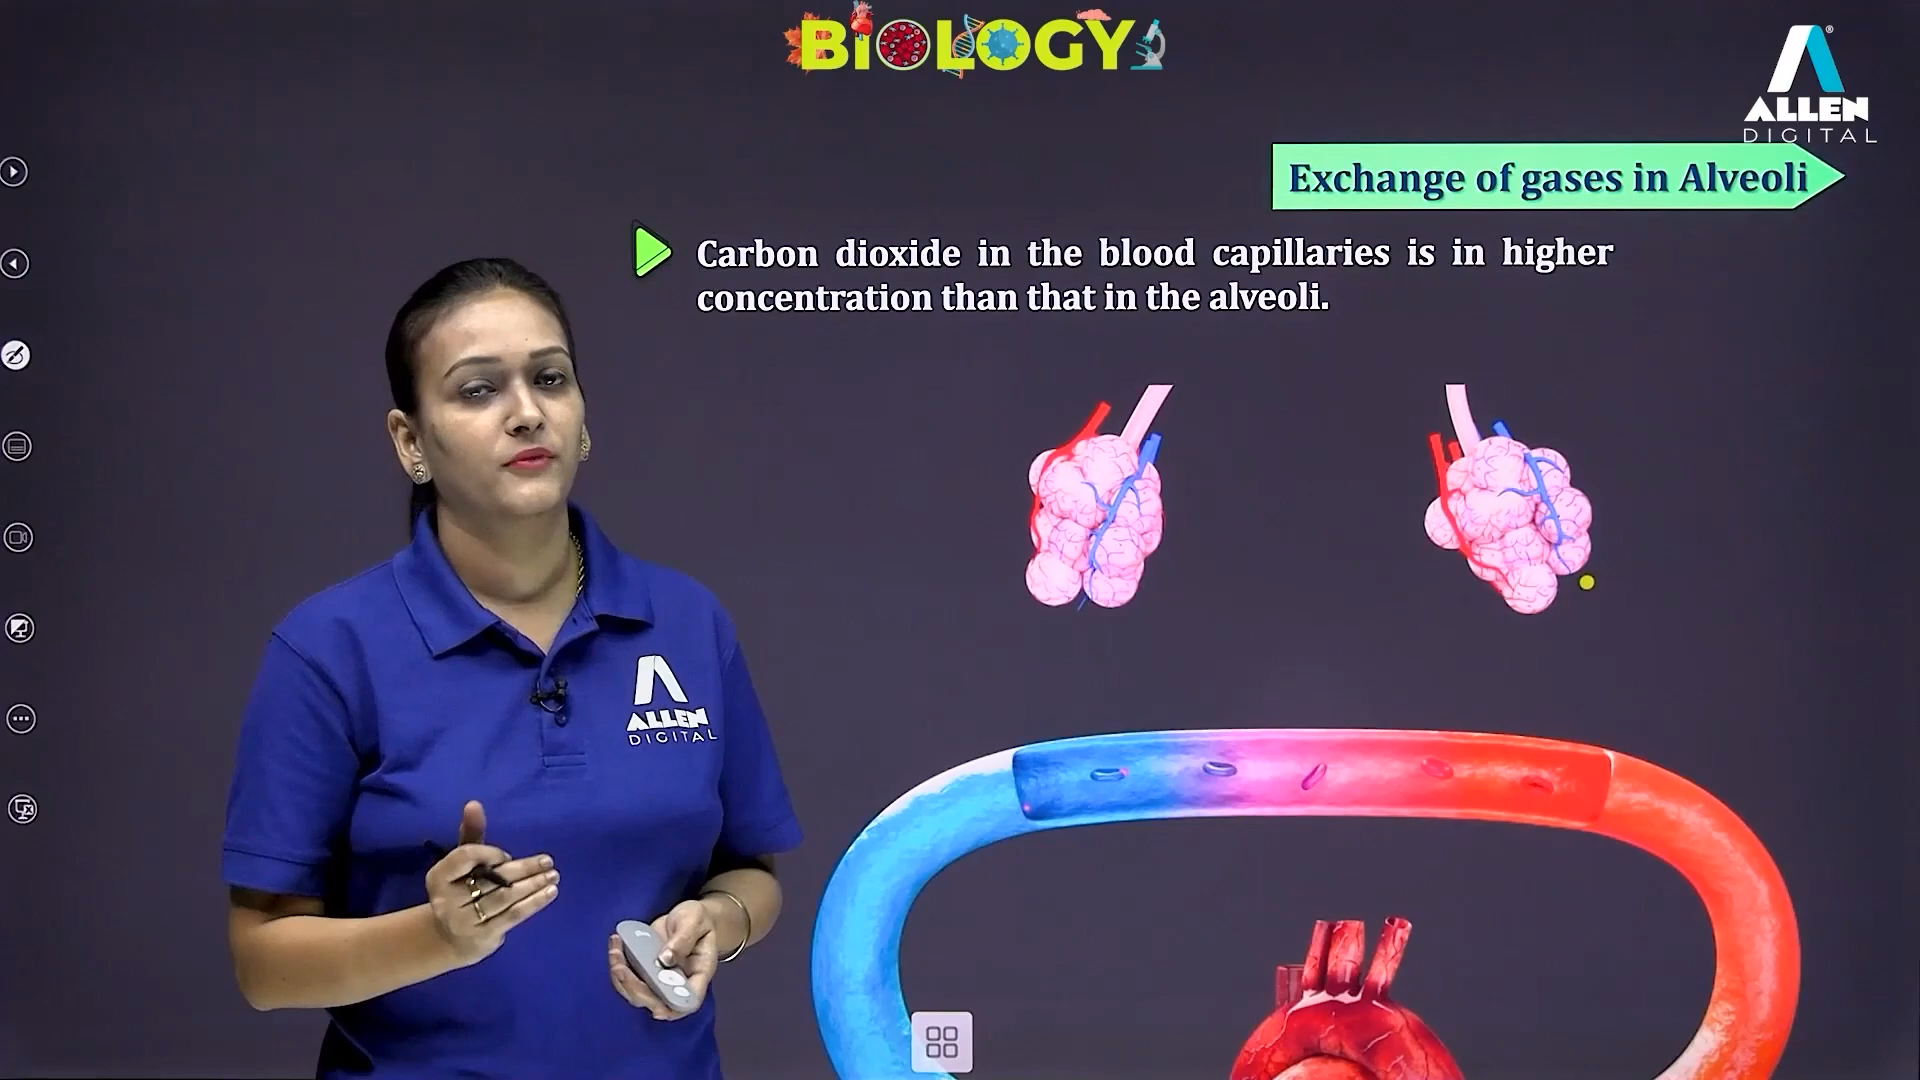 BIOLOGY
ALLEN
DIGITAL
Exchange of gases in Alveoli
Carbon dioxide in the blood capillaries is in higher
concentration than that in the alveoli.
ALLEN
DIGITAL